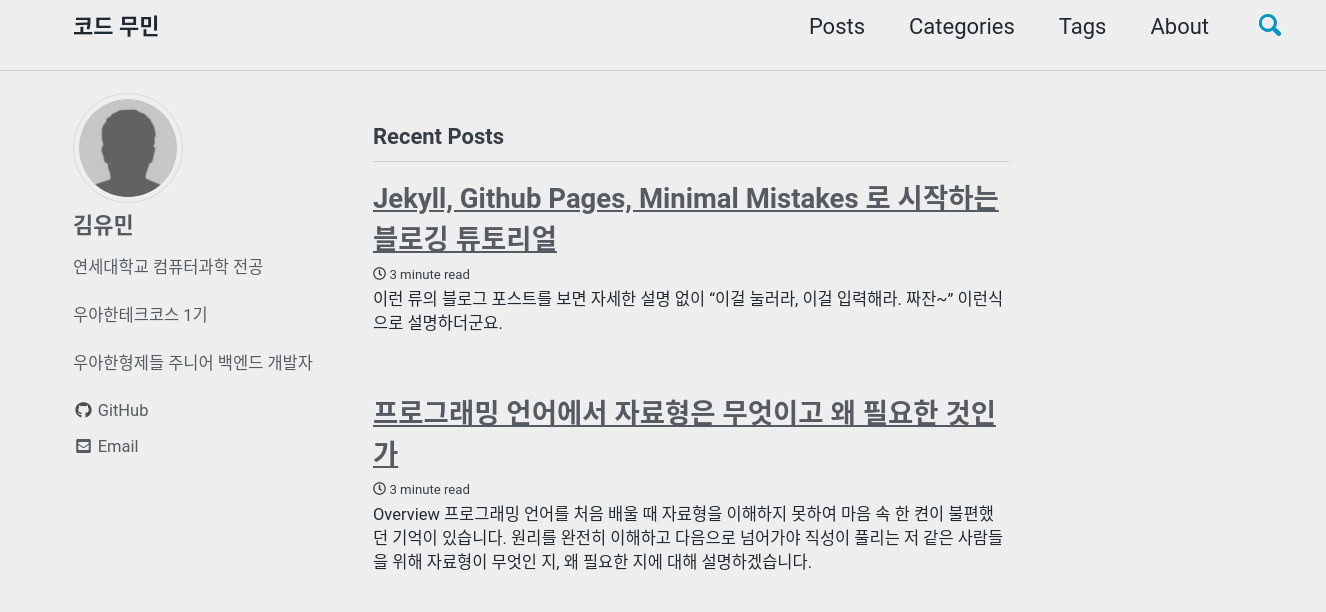 코드 무민
Posts
Categories
Tags
About
김유민
연세대학교 컴퓨터과학 전공
우아한테크코스 1기
우아한형제들 주니어 백엔드 개발자
GitHub
Email
Recent Posts
Jekyll, Github Pages, Minimal Mistakes 로 시작하는
블로깅 튜토리얼
3 minute read
이런 류의 블로그 포스트를 보면 자세한 설명 없이 “이걸 눌러라, 이걸 입력해라. 짜잔~” 이런식
으로 설명하더군요.
프로그래밍 언어에서 자료형은 무엇이고 왜 필요한 것인
가
3 minute read
Overview 프로그래밍 언어를 처음 배울 때 자료형을 이해하지 못하여 마음 속 한 켠이 불편했
던 기억이 있습니다. 원리를 완전히 이해하고 다음으로 넘어가야 직성이 풀리는 저 같은 사람들
을 위해 자료형이 무엇인 지, 왜 필요한 지에 대해 설명하겠습니다.